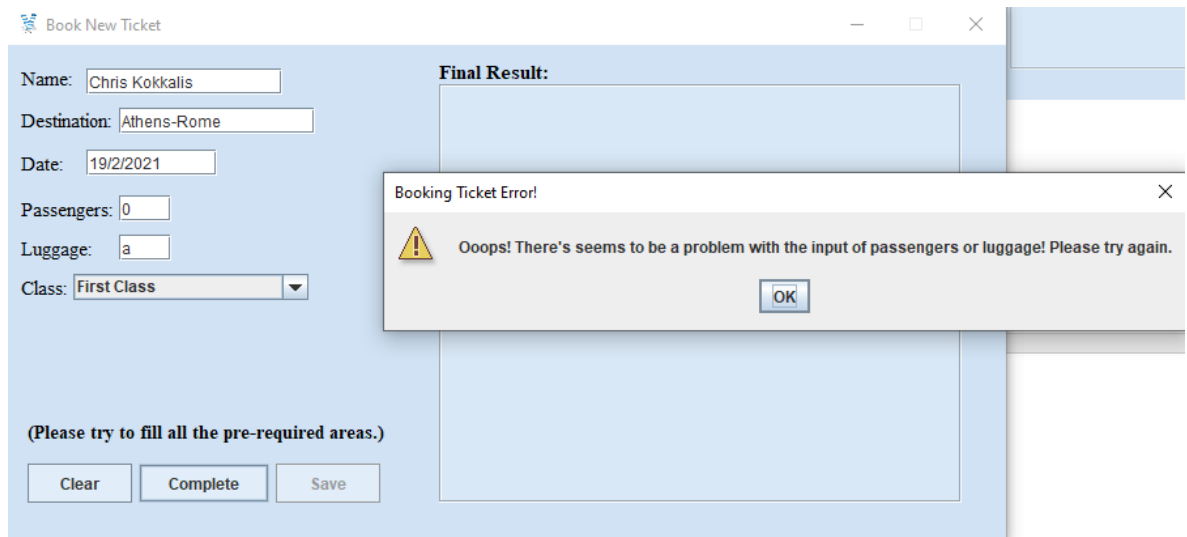 Book New Ticket
Name: Chris Kokkalis
Destination: Athens-Rome
Date: 19/2/2021
Passengers: 0
Luggage: a
Class: First Class
(Please try to fill all the pre-required areas.)
Clear Complete Save
Final Result:
Booking Ticket Error!
Ooops! There's seems to be a problem with the input of passengers or luggage! Please try again.
OK